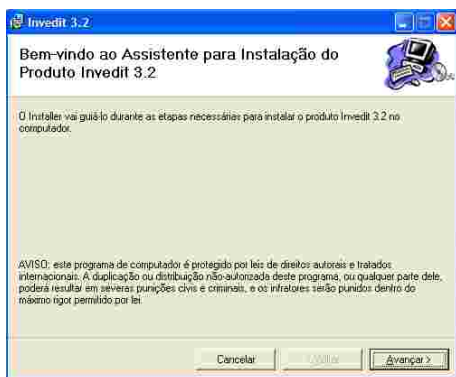 Invedit 3.2
Bem-vindo ao Assistente para Instalação do
Produto Invedit 3.2
O Installer vai guiá-lo durante as etapas necessárias para instalar o produto Invedit 3.2 no
computador.
AVISO: este programa de computador é protegido por leis de direitos autorais e tratados
internacionais. A duplicação ou distribuição não-autorizada deste programa, ou qualquer parte dele,
poderá resultar em severas punições civis e criminais, e os infratores serão punidos dentro do
máximo rigor permitido por lei.
Cancelar < Voltar Avançar >